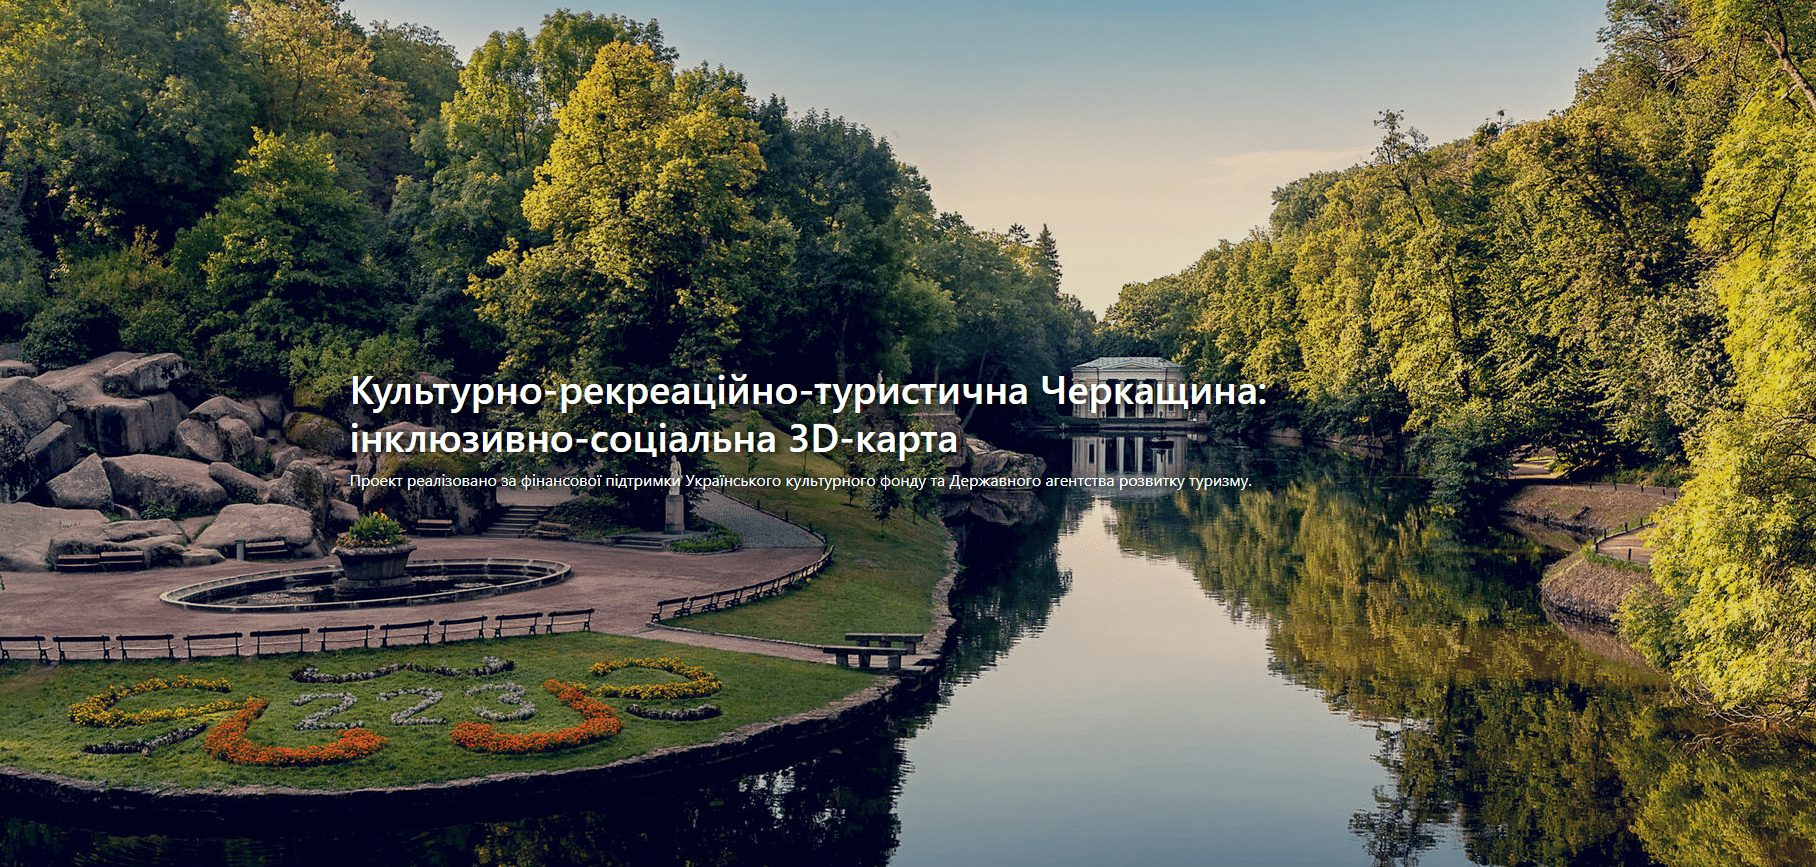 Культурно-рекреаційно-туристична Черкащина:
інклюзивно-соціальна 3D-карта
Проект реалізовано за фінансової підтримки Українського культурного фонду та Державного агентства розвитку туризму.
223